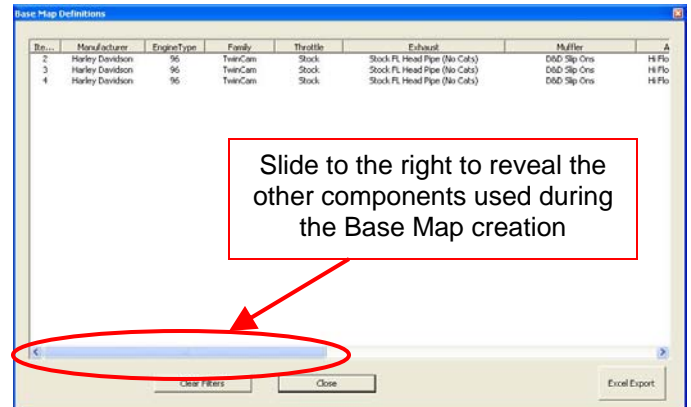 Base Map Definitions
Ite... Manufacturer EngineType Family Throttle Exhaust Muffler A
2 Harley Davidson 96 TwinCam Stock Stock FL Head Pipe (No Cats) D&D Slip Ons Hi Flo
3 Harley Davidson 96 TwinCam Stock Stock FL Head Pipe (No Cats) D&D Slip Ons Hi Flo
4 Harley Davidson 96 TwinCam Stock Stock FL Head Pipe (No Cats) D&D Slip Ons Hi Flo
Slide to the right to reveal the
other components used during
the Base Map creation
Clear Filters Close Excel Export